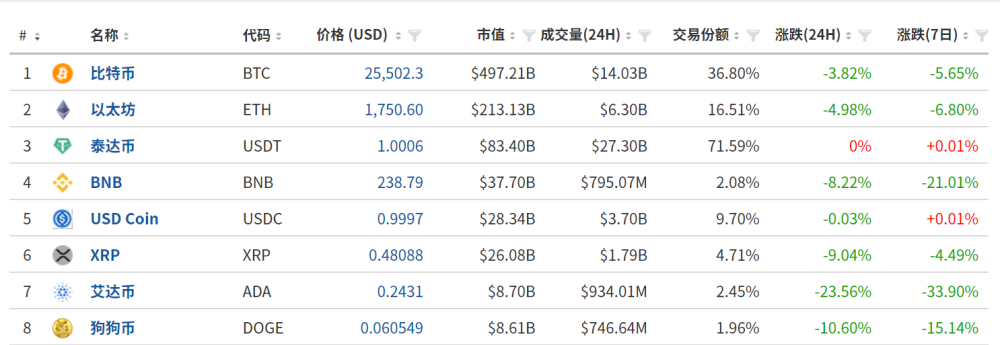 # 名称 代码 价格 (USD) 市值 成交量(24H) 交易份额 涨跌(24H) 涨跌(7日)
1 比特币 BTC 25,502.3 $497.21B $14.03B 36.80% -3.82% -5.65%
2 以太坊 ETH 1,750.60 $213.13B $6.30B 16.51% -4.98% -6.80%
3 泰达币 USDT 1.0006 $83.40B $27.30B 71.59% 0% +0.01%
4 BNB BNB 238.79 $37.70B $795.07M 2.08% -8.22% -21.01%
5 USD Coin USDC 0.9997 $28.34B $3.70B 9.70% -0.03% +0.01%
6 XRP XRP 0.48088 $26.08B $1.79B 4.71% -9.04% -4.49%
7 艾达币 ADA 0.2431 $8.70B $934.01M 2.45% -23.56% -33.90%
8 狗狗币 DOGE 0.060549 $8.61B $746.64M 1.96% -10.60% -15.14%